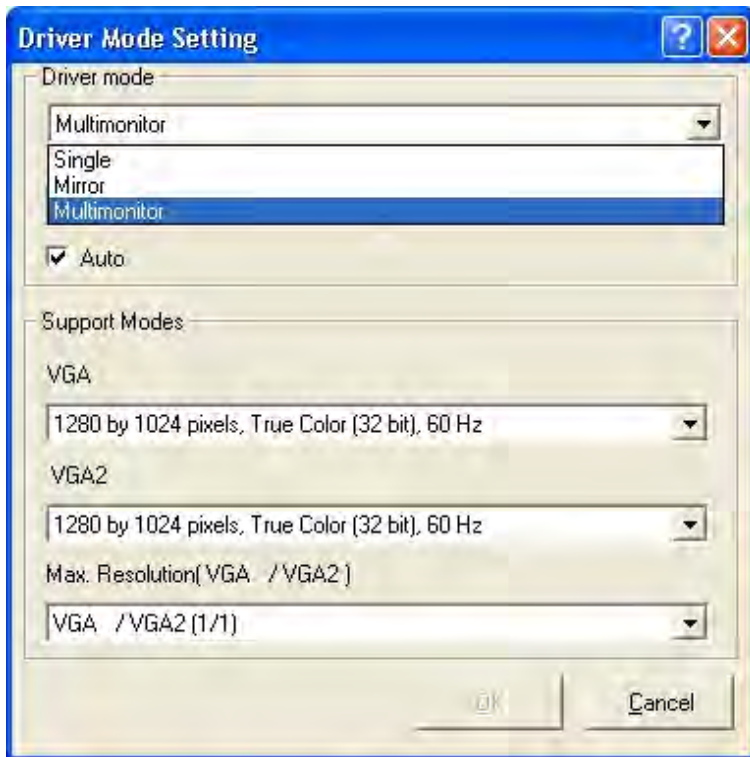 Driver Mode Setting
Driver mode
Multimonitor
Single
Mirror
Multimonitor
Auto
Support Modes
VGA
1280 by 1024 pixels, True Color (32 bit), 60 Hz
VGA2
1280 by 1024 pixels, True Color (32 bit), 60 Hz
Max. Resolution( VGA / VGA2 )
VGA / VGA2 (1/1)
OK Cancel